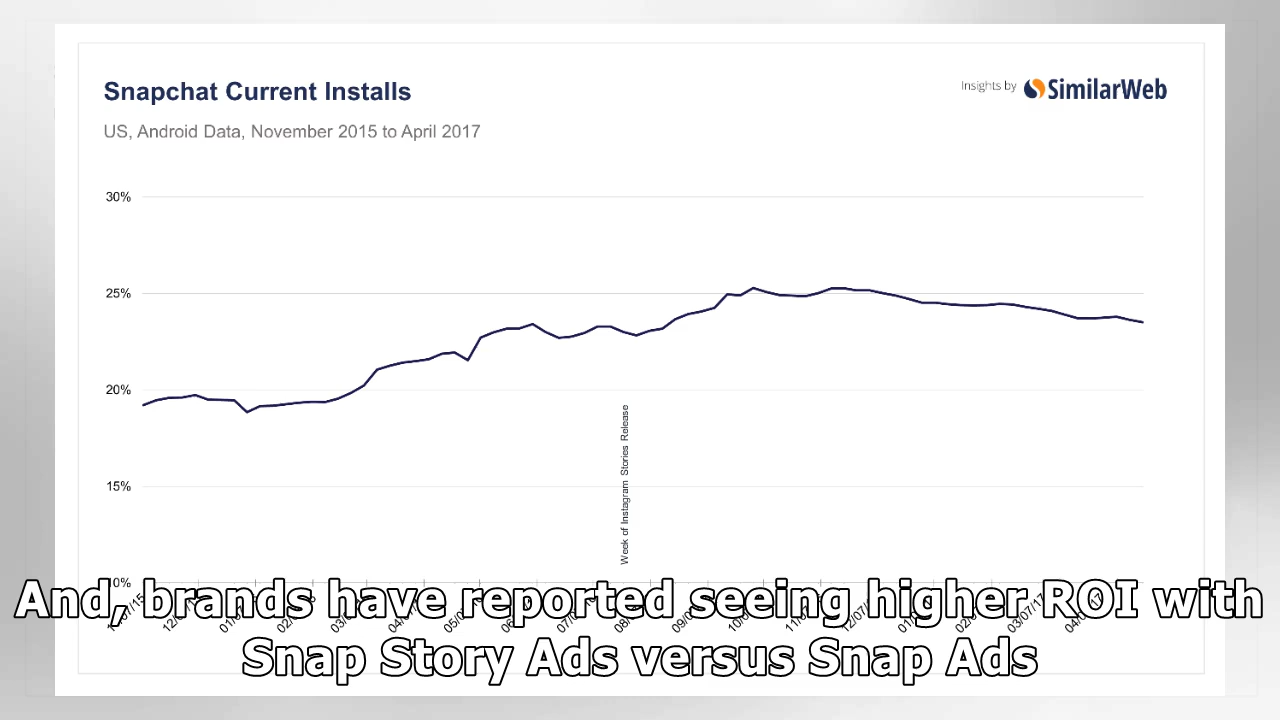 Snapchat Current Installs
Insights by SimilarWeb
US, Android Data, November 2015 to April 2017
30%
25%
20%
15%
Week of Instagram Stories Release
And, brands have reported seeing higher ROI with
Snap Story Ads versus Snap Ads